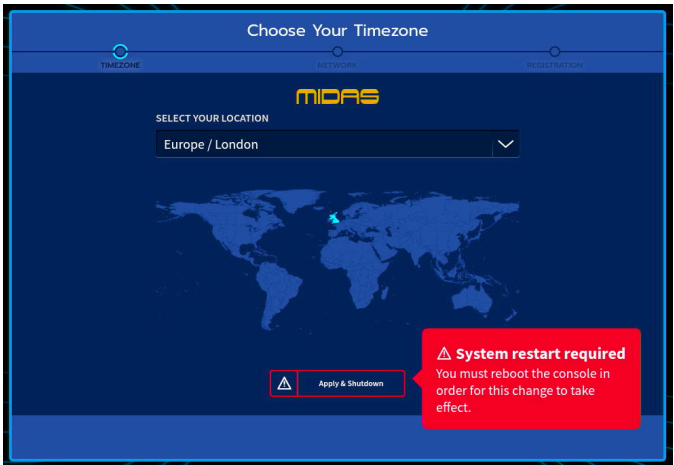 Choose Your Timezone
TIMEZONE
NETWORK
REGISTRATION
MIDAS
SELECT YOUR LOCATION
Europe / London
System restart required
You must reboot the console in
order for this change to take
effect.
Apply & Shutdown